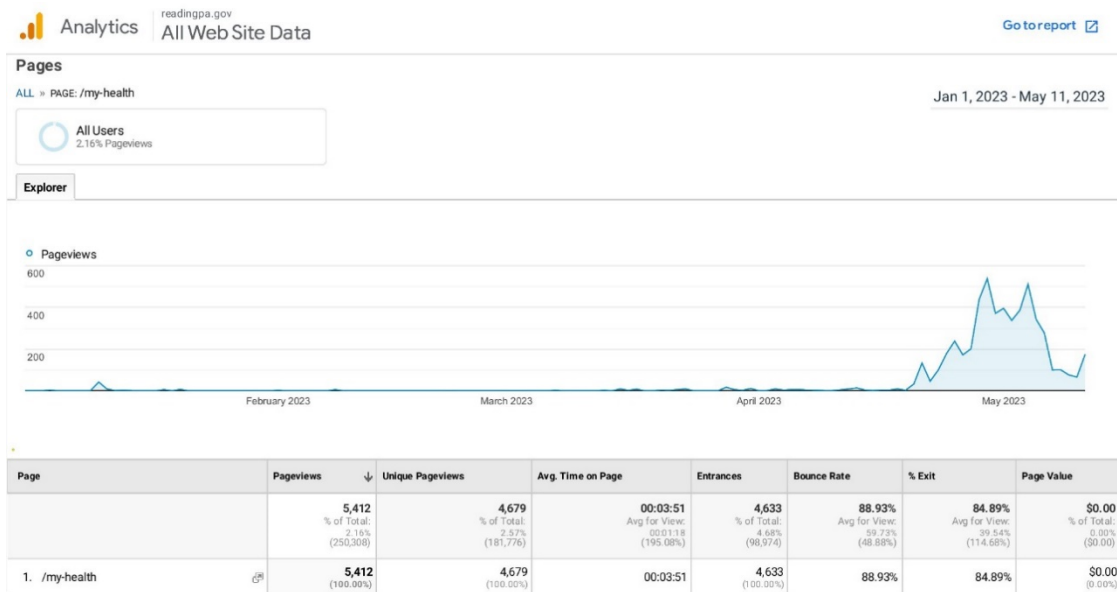 readingpa.gov
Analytics All Web Site Data Go to report
Pages
ALL » PAGE: /my-health
Jan 1, 2023 - May 11, 2023
All Users
2.16% Pageviews
Explorer
Pageviews
600
400
200
February 2023 March 2023 April 2023 May 2023
Page Pageviews Unique Pageviews Avg. Time on Page Entrances Bounce Rate % Exit Page Value
5,412 4,679 00:03:51 4,633 88.93% 84.89% $0.00
% of Total: % of Total: Avg for View: % of Total: Avg for View: Avg for View: % of Total:
2.16% 2.57% 00:01:18 4.68% 59.73% 39.54% 0.00%
(250,308) (181,776) (195.08%) (98,974) (48.88%) (114.68%) ($0.00)
1. /my-health 5,412 4,679 00:03:51 4,633 88.93% 84.89% $0.00
(100.00%) (100.00%) (100.00%) (0.00%)